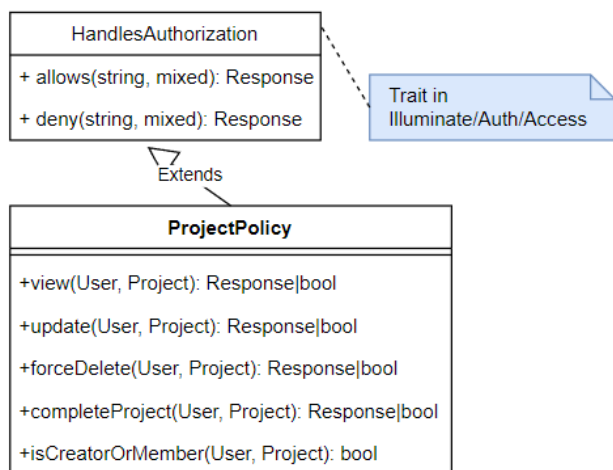 HandlesAuthorization
+ allows(string, mixed): Response
+ deny(string, mixed): Response
Trait in
Illuminate/Auth/Access
Extends
ProjectPolicy
+view(User, Project): Response|bool
+update(User, Project): Response|bool
+forceDelete(User, Project): Response|bool
+completeProject(User, Project): Response|bool
+isCreatorOrMember(User, Project): bool